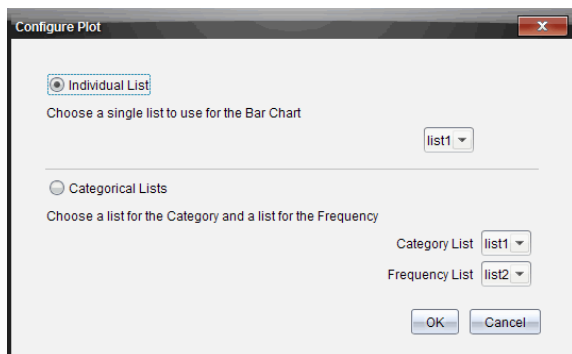 Configure Plot
Individual List
Choose a single list to use for the Bar Chart
list1
Categorical Lists
Choose a list for the Category and a list for the Frequency
Category List list1
Frequency List list2
OK Cancel